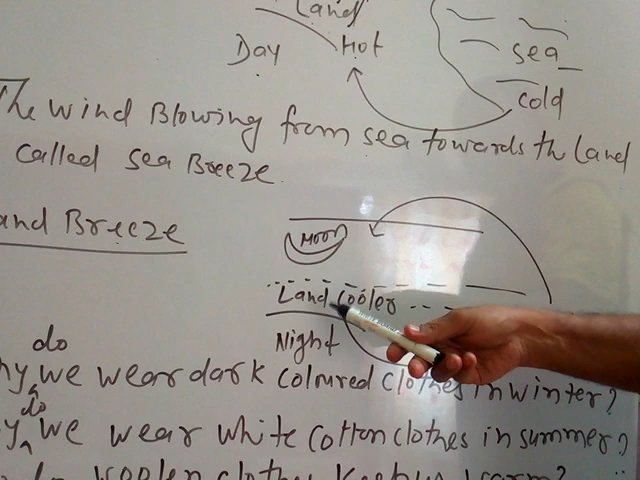 Land
Day Hot
sea
cold
The wind Blowing from sea towards th Land
called Sea Breeze.
and Breeze
Moon
Land cooler
Night
do
hy we wear dark coloured clothes in winter?
do
y we wear white cotton clothes in summer?
woolen clothes keep us warm?